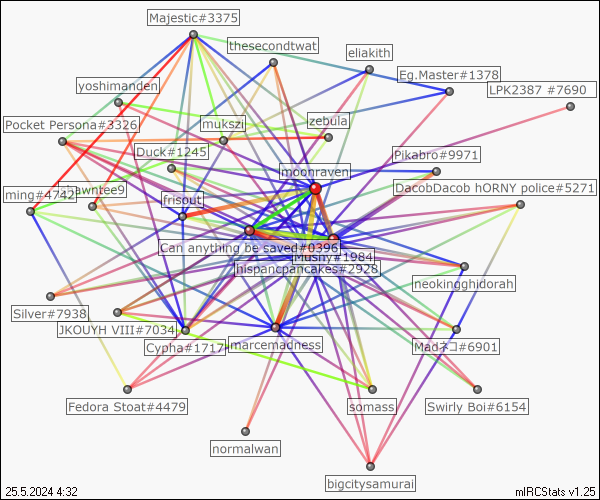 Majestic#3375
thesecondtwat
eliakith
Eg.Master#1378
yoshimanden
LPK2387 #7690
zebula
mukszi
Pocket Persona#3326
Duck#1245
Pikabro#9971
moonraven
DacobDacob hORNY police#5271
ming#4742
shawntee9
frisout
Can anything be saved#0396
Mushy#1984
hispancpancakes#2928
neokingghidorah
Silver#7938
JKOUYH VIII#7034
Cypha#1717
marcemadness
Madネコ#6901
Fedora Stoat#4479
somass
Swirly Boi#6154
normalwan
bigcitysamurai
25.5.2024 4:32
mIRCStats v1.25